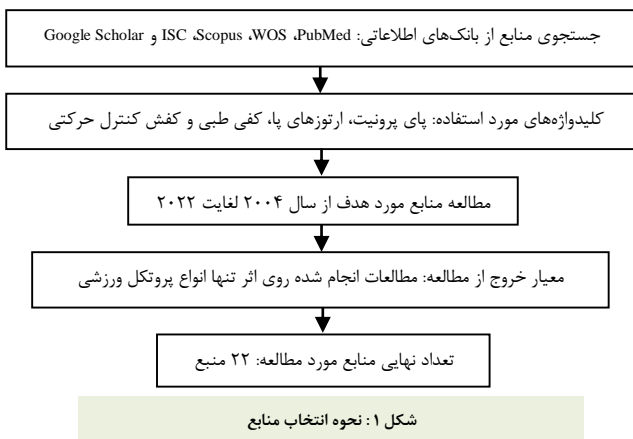 جستجوی منابع از بانک‌های اطلاعاتی: PubMed، WOS، Scopus، ISC و Google Scholar
کلیدواژه‌های مورد استفاده: پای پرونیت، ارتوزهای پا، کفی طبی و کفش کنترل حرکتی
مطالعه منابع مورد هدف از سال ۲۰۰۴ لغایت ۲۰۲۲
معیار خروج از مطالعه: مطالعات انجام شده روی اثر تنها انواع پروتکل ورزشی
تعداد نهایی منابع مورد مطالعه: ۲۲ منبع
شکل ۱: نحوه انتخاب منابع